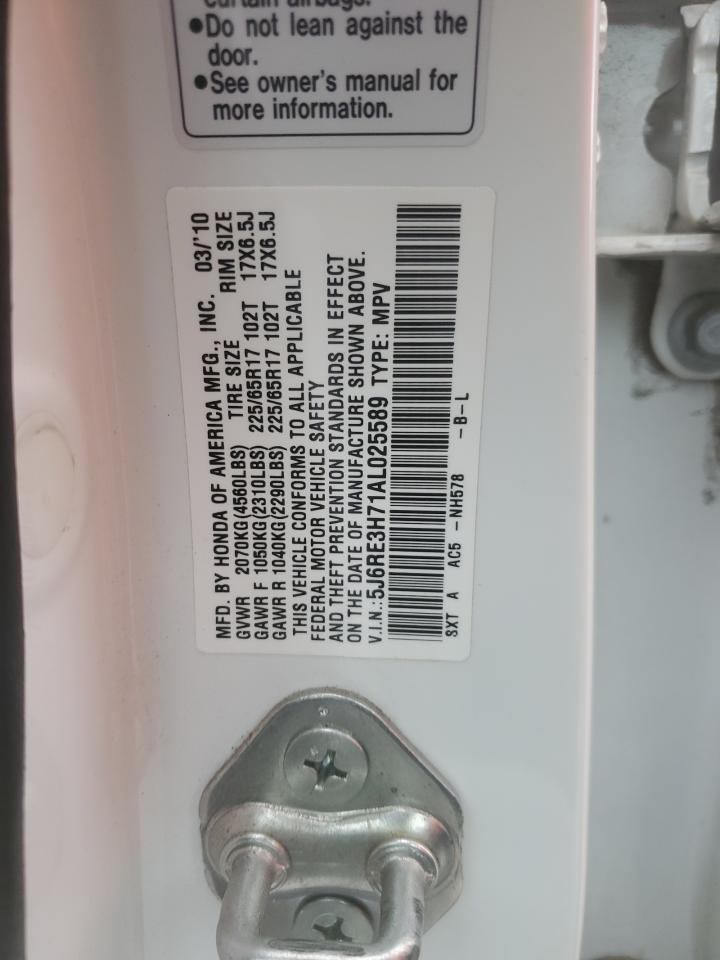 curtain airbags.
•Do not lean against the
door.
•See owner's manual for
more information.
MFD. BY HONDA OF AMERICA MFG., INC. 03/'10
GVWR 2070KG(4560LBS) TIRE SIZE RIM SIZE
GAWR F 1050KG(2310LBS) 225/65R17 102T 17X6.5J
GAWR R 1040KG(2290LBS) 225/65R17 102T 17X6.5J
THIS VEHICLE CONFORMS TO ALL APPLICABLE
FEDERAL MOTOR VEHICLE SAFETY
AND THEFT PREVENTION STANDARDS IN EFFECT
ON THE DATE OF MANUFACTURE SHOWN ABOVE.
V.I.N.:5J6RE3H71AL025589 TYPE: MPV
SXT A AC5 -NH578 -B-L